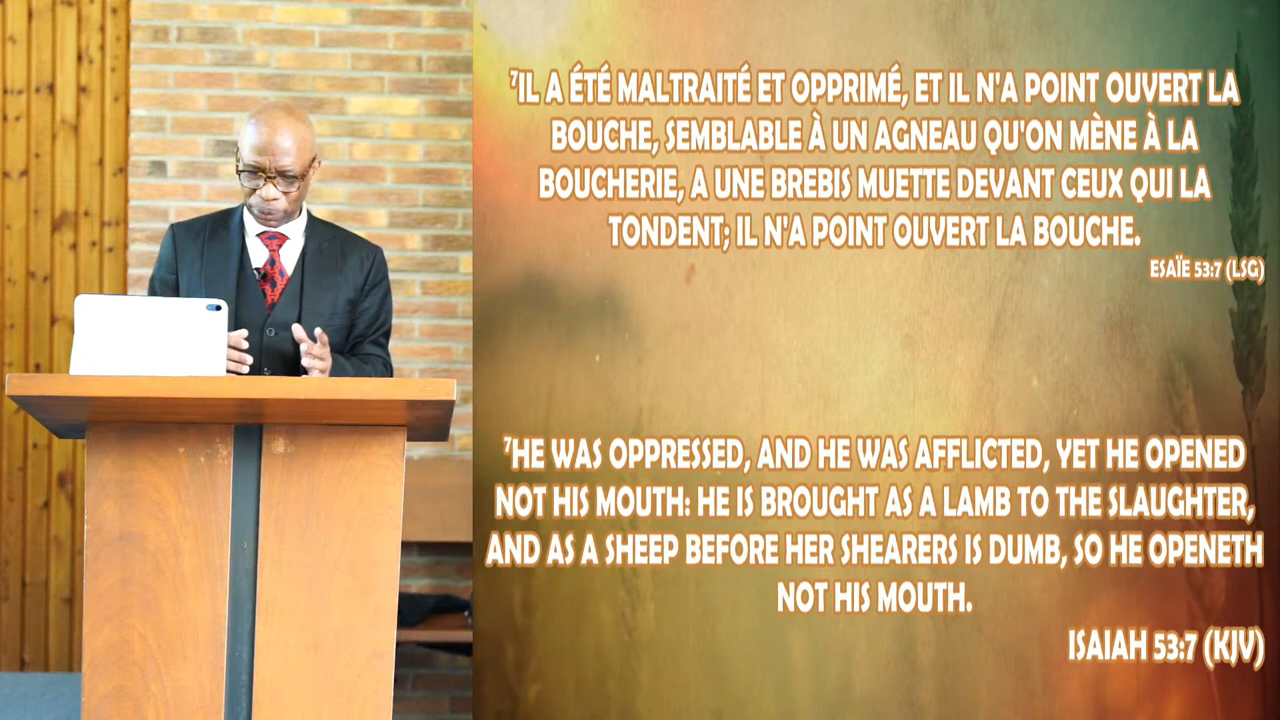 ⁷IL A ÉTÉ MALTRAITÉ ET OPPRIMÉ, ET IL N'A POINT OUVERT LA
BOUCHE, SEMBLABLE À UN AGNEAU QU'ON MÈNE À LA
BOUCHERIE, A UNE BREBIS MUETTE DEVANT CEUX QUI LA
TONDENT; IL N'A POINT OUVERT LA BOUCHE.
ESAÏE 53:7 (LSG)
⁷HE WAS OPPRESSED, AND HE WAS AFFLICTED, YET HE OPENED
NOT HIS MOUTH: HE IS BROUGHT AS A LAMB TO THE SLAUGHTER,
AND AS A SHEEP BEFORE HER SHEARERS IS DUMB, SO HE OPENETH
NOT HIS MOUTH.
ISAIAH 53:7 (KJV)